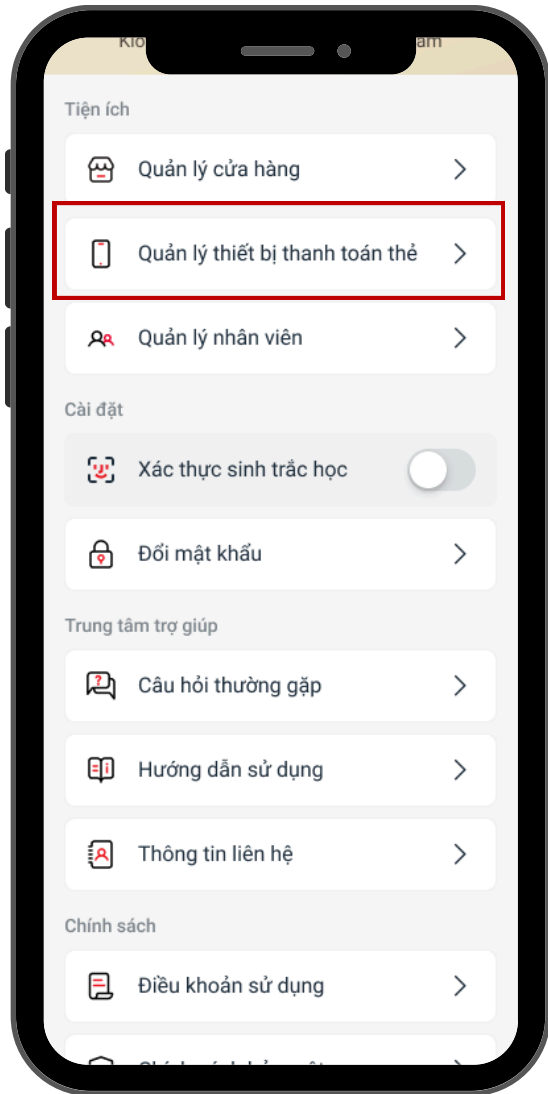 Tiện ích
Quản lý cửa hàng
Quản lý thiết bị thanh toán thẻ
Quản lý nhân viên
Cài đặt
Xác thực sinh trắc học
Đổi mật khẩu
Trung tâm trợ giúp
Câu hỏi thường gặp
Hướng dẫn sử dụng
Thông tin liên hệ
Chính sách
Điều khoản sử dụng